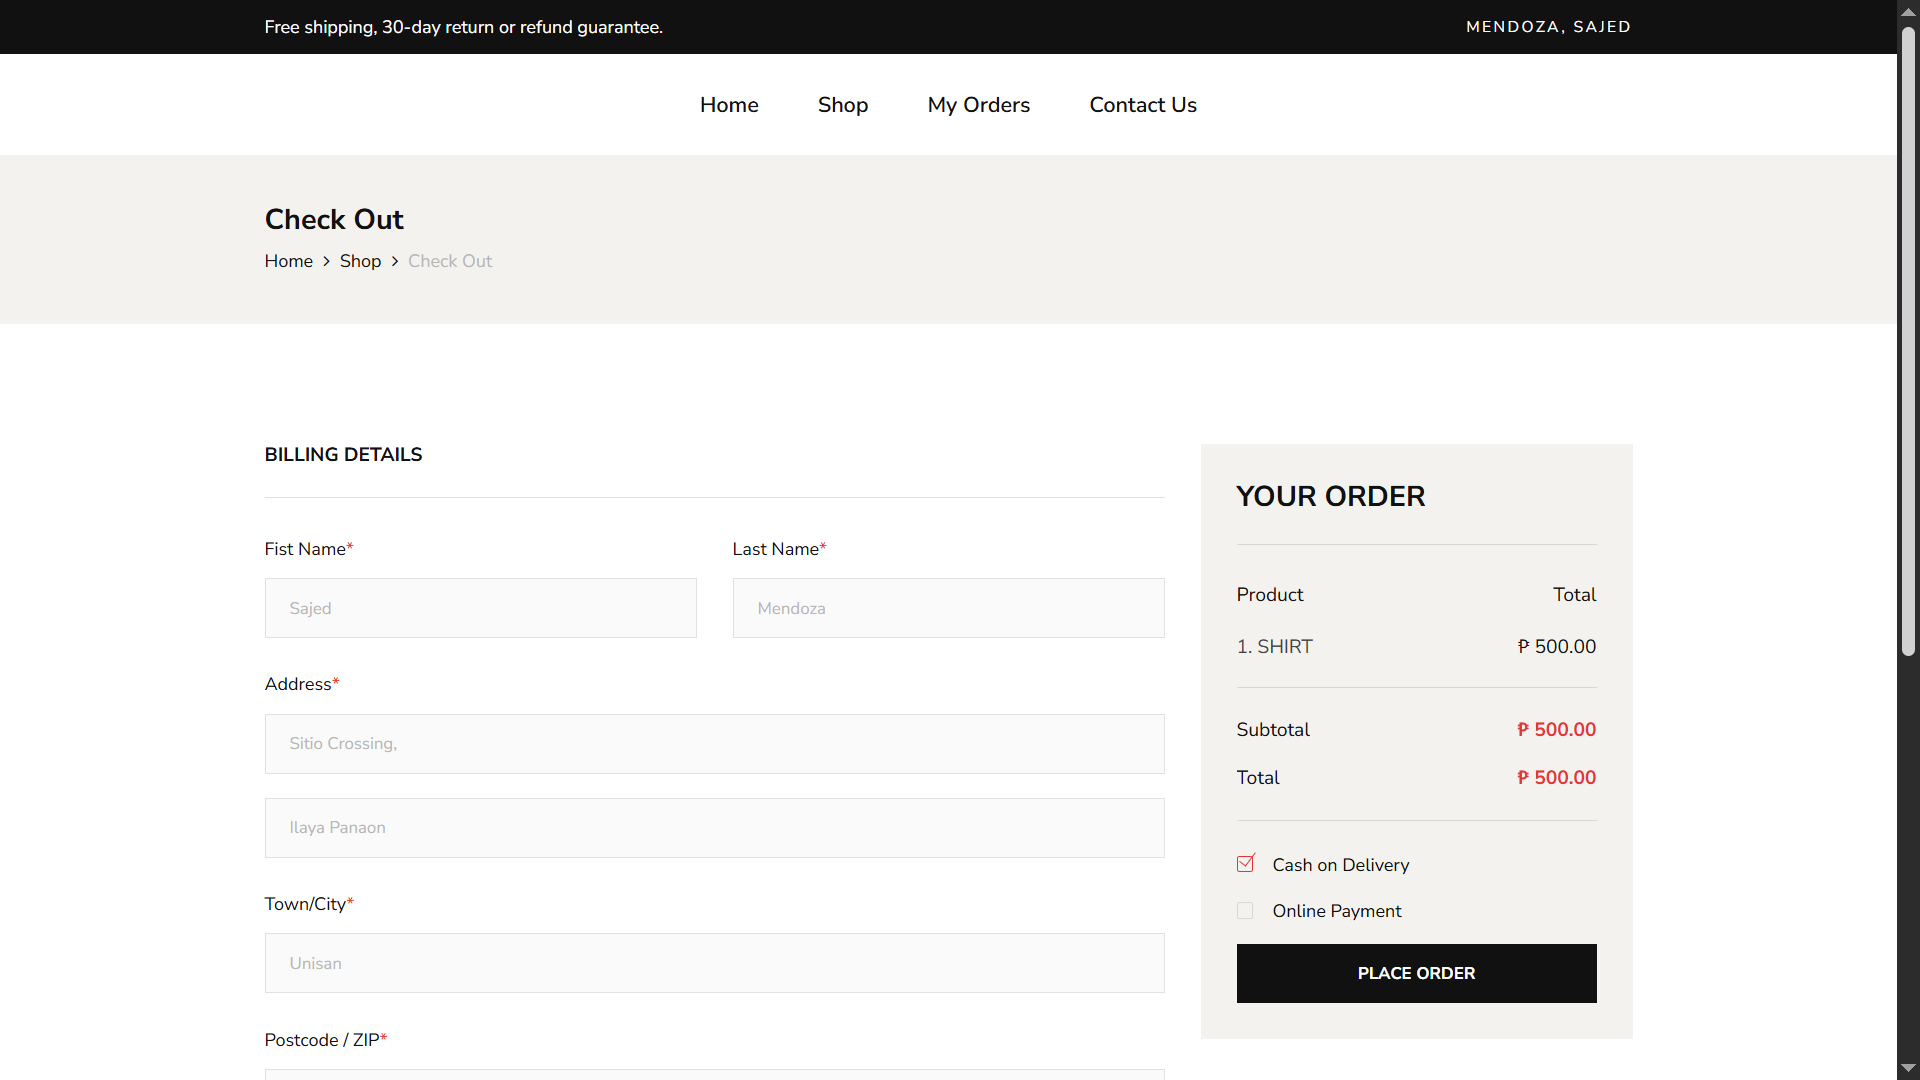 Free shipping, 30-day return or refund guarantee.
MENDOZA, SAJED
Home Shop My Orders Contact Us
Check Out
Home > Shop > Check Out
BILLING DETAILS
Fist Name*
Last Name*
Sajed
Mendoza
Address*
Sitio Crossing,
Ilaya Panaon
Town/City*
Unisan
Postcode / ZIP*
YOUR ORDER
Product Total
1. SHIRT ₱ 500.00
Subtotal ₱ 500.00
Total ₱ 500.00
Cash on Delivery
Online Payment
PLACE ORDER